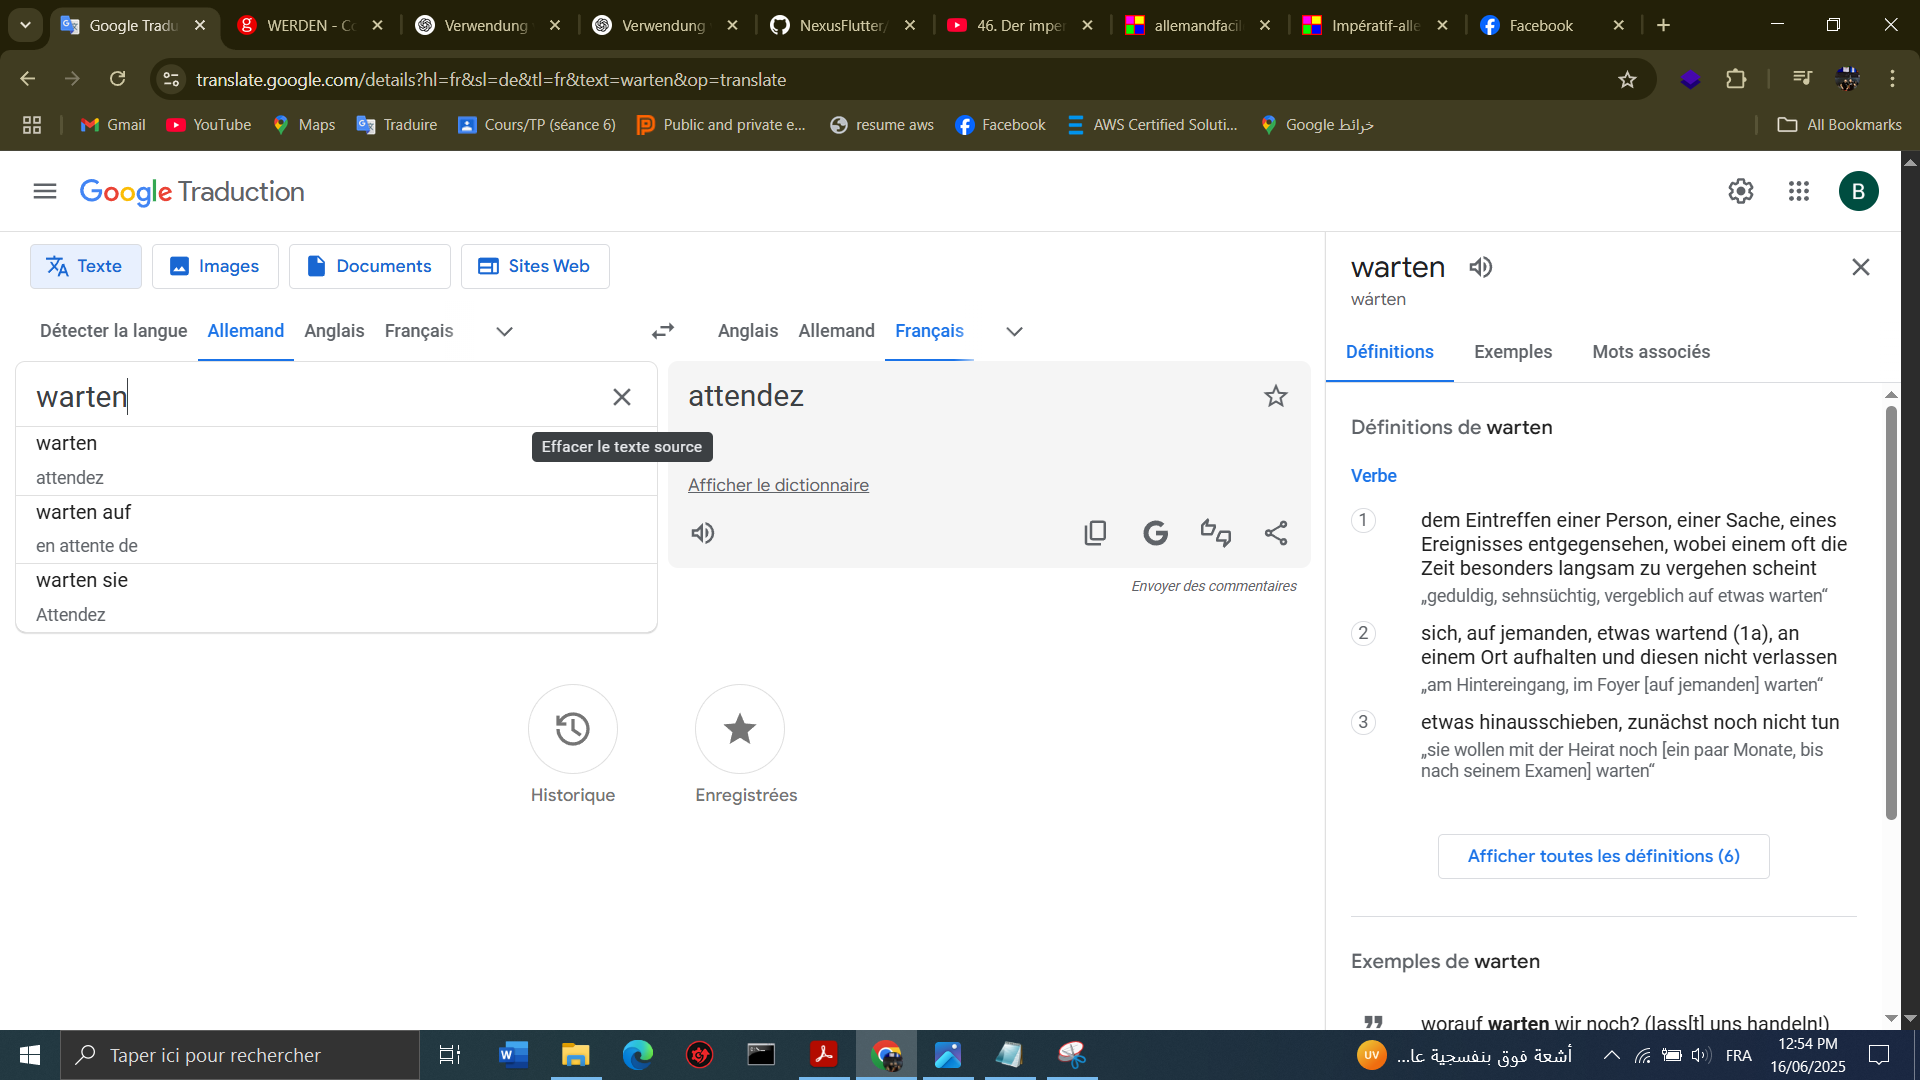 Google Tradu
WERDEN - Co
Verwendung
Verwendung
NexusFlutter/
46. Der imper
allemandfacil
Impératif-alle
Facebook
translate.google.com/details?hl=fr&sl=de&tl=fr&text=warten&op=translate
Gmail
YouTube
Maps
Traduire
Cours/TP (séance 6)
Public and private e...
resume aws
Facebook
AWS Certified Soluti...
خرائط Google
All Bookmarks
Google Traduction
B
Texte
Images
Documents
Sites Web
Détecter la langue
Allemand
Anglais
Français
Anglais
Allemand
Français
warten
warten
attendez
warten auf
en attente de
warten sie
Attendez
Effacer le texte source
attendez
Afficher le dictionnaire
Envoyer des commentaires
Historique
Enregistrées
warten
wárten
Définitions
Exemples
Mots associés
Définitions de warten
Verbe
1
dem Eintreffen einer Person, einer Sache, eines
Ereignisses entgegensehen, wobei einem oft die
Zeit besonders langsam zu vergehen scheint
„geduldig, sehnsüchtig, vergeblich auf etwas warten“
2
sich, auf jemanden, etwas wartend (1a), an
einem Ort aufhalten und diesen nicht verlassen
„am Hintereingang, im Foyer [auf jemanden] warten“
3
etwas hinausschieben, zunächst noch nicht tun
„sie wollen mit der Heirat noch [ein paar Monate, bis
nach seinem Examen] warten“
Afficher toutes les définitions (6)
Exemples de warten
worauf warten wir noch? (lass[t] uns handeln!)
Taper ici pour rechercher
UV
أشعة فوق بنفسجية عا...
FRA
12:54 PM
16/06/2025